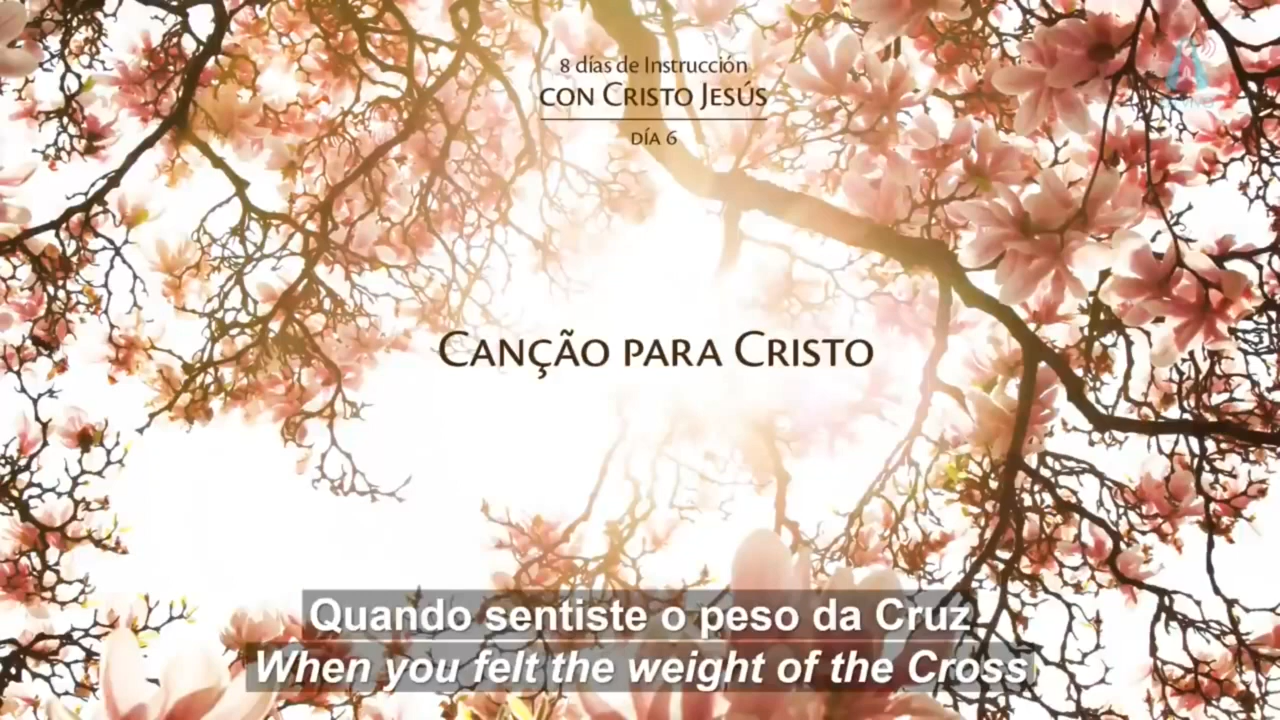 8 días de Instrucción
CON CRISTO JESÚS
DÍA 6
CANÇÃO PARA CRISTO
Quando sentiste o peso da Cruz
When you felt the weight of the Cross